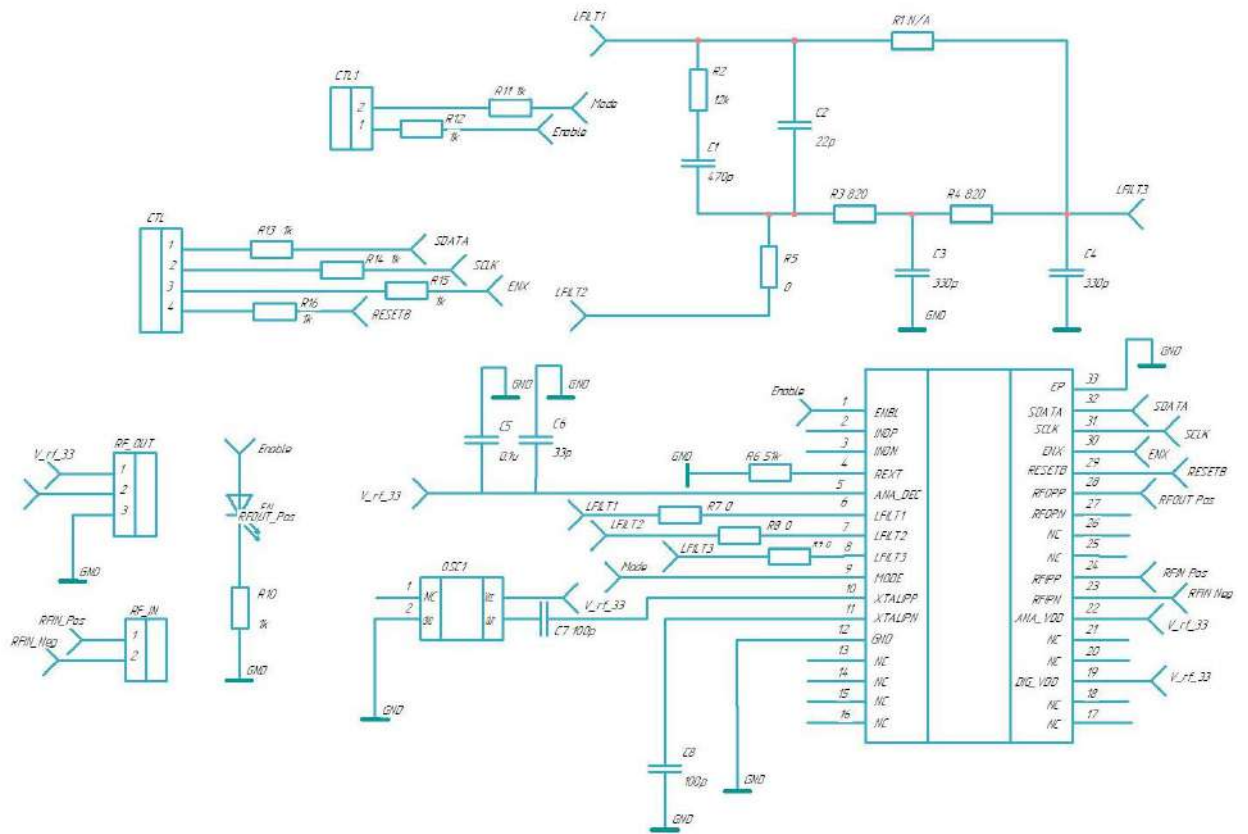 LFILT1
R1 N/A
R2
12k
C2
22p
C1
470p
R3 820
R4 820
LFILT3
R5
0
C3
330p
C4
330p
LFILT2
GND
GND
CTL1
2
1
R11 1k
Mode
R12
1k
Enable
CTL
1
2
3
4
R13 1k
SDATA
R14 1k
SCLK
R15
1k
ENX
R16
1k
RESETB
V_rf_33
RF_OUT
1
2
3
GND
RFIN_Pos
RFIN_Neg
RF_IN
1
2
Enable
RFOUT_Pos
R10
1k
GND
GND
GND
C5
0.1u
C6
33p
V_rf_33
GND
R6 51k
LFILT1
R7 0
LFILT2
R8 0
LFILT3
R9 0
Mode
OSC1
1
2
NC
V_rf_33
C7 100p
GND
C8
100p
GND
GND
Enable
1
ENBL
2
INDP
3
INDN
4
REXT
5
ANA_DEC
6
LFILT1
7
LFILT2
8
LFILT3
9
MODE
10
XTALIPP
11
XTALIPN
12
GND
13
NC
14
NC
15
NC
16
NC
EP
33
GND
SDATA
32
SDATA
SCLK
31
SCLK
ENX
30
ENX
RESETB
29
RESETB
RFOPP
28
RFOUT Pos
RFOPN
27
NC
26
NC
25
RFIPP
24
RFIN Pos
RFIPN
23
RFIN Neg
ANA_VDD
22
V_rf_33
NC
21
NC
20
DIG_VDD
19
V_rf_33
NC
18
NC
17